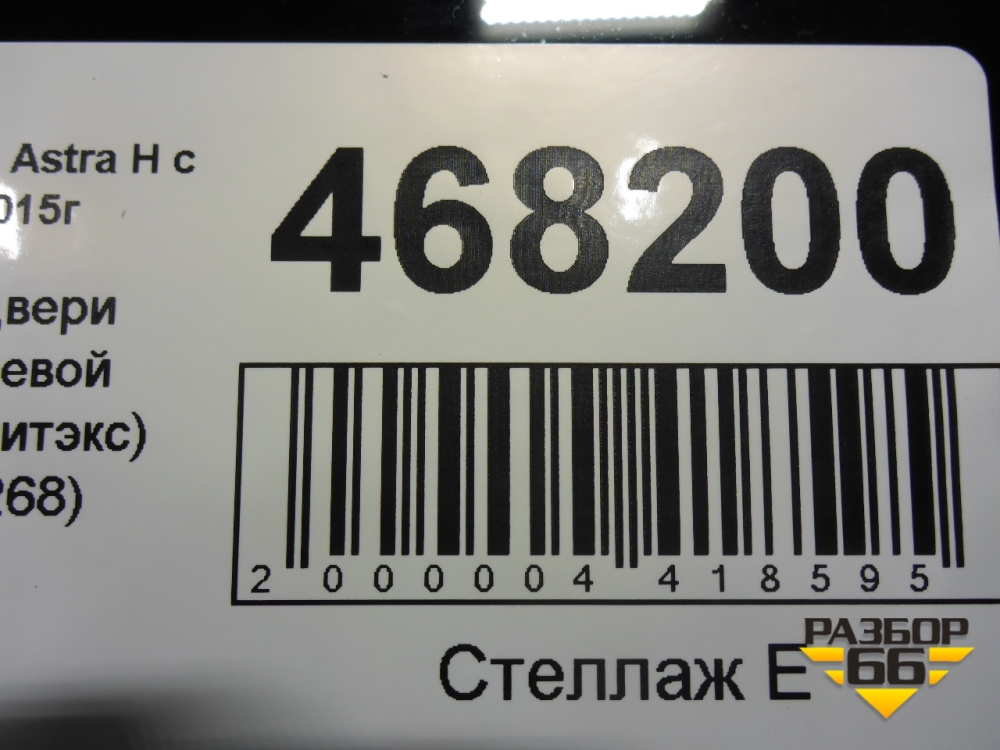 Astra H с
015г
468200
двери
евой
итэкс)
268)
2 000004 418595
Стеллаж Е
РАЗБОР
66